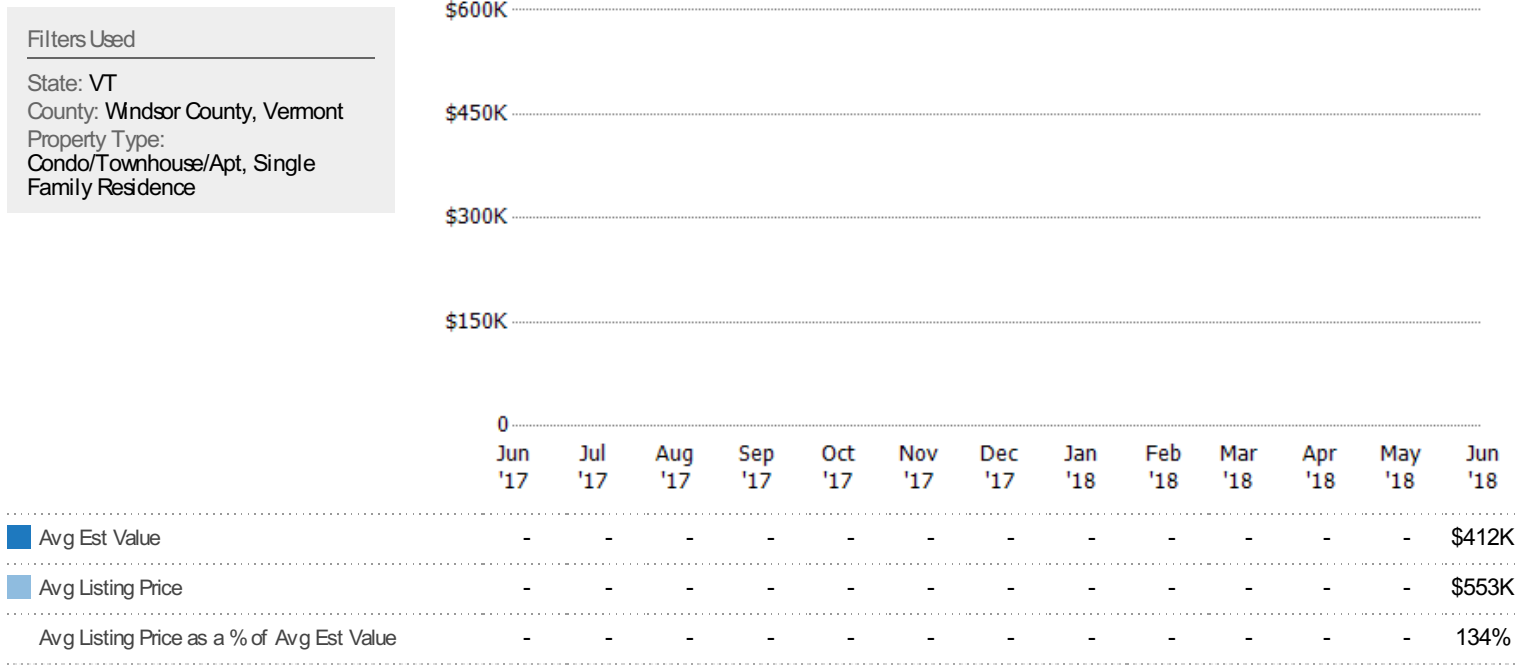 Filters Used
State: VT
County: Windsor County, Vermont
Property Type:
Condo/Townhouse/Apt, Single
Family Residence
$600K
$450K
$300K
$150K
0
Jun Jul Aug Sep Oct Nov Dec Jan Feb Mar Apr May Jun
'17 '17 '17 '17 '17 '17 '17 '18 '18 '18 '18 '18 '18
Avg Est Value - - - - - - - - - - - - $412K
Avg Listing Price - - - - - - - - - - - - $553K
Avg Listing Price as a % of Avg Est Value - - - - - - - - - - - - 134%